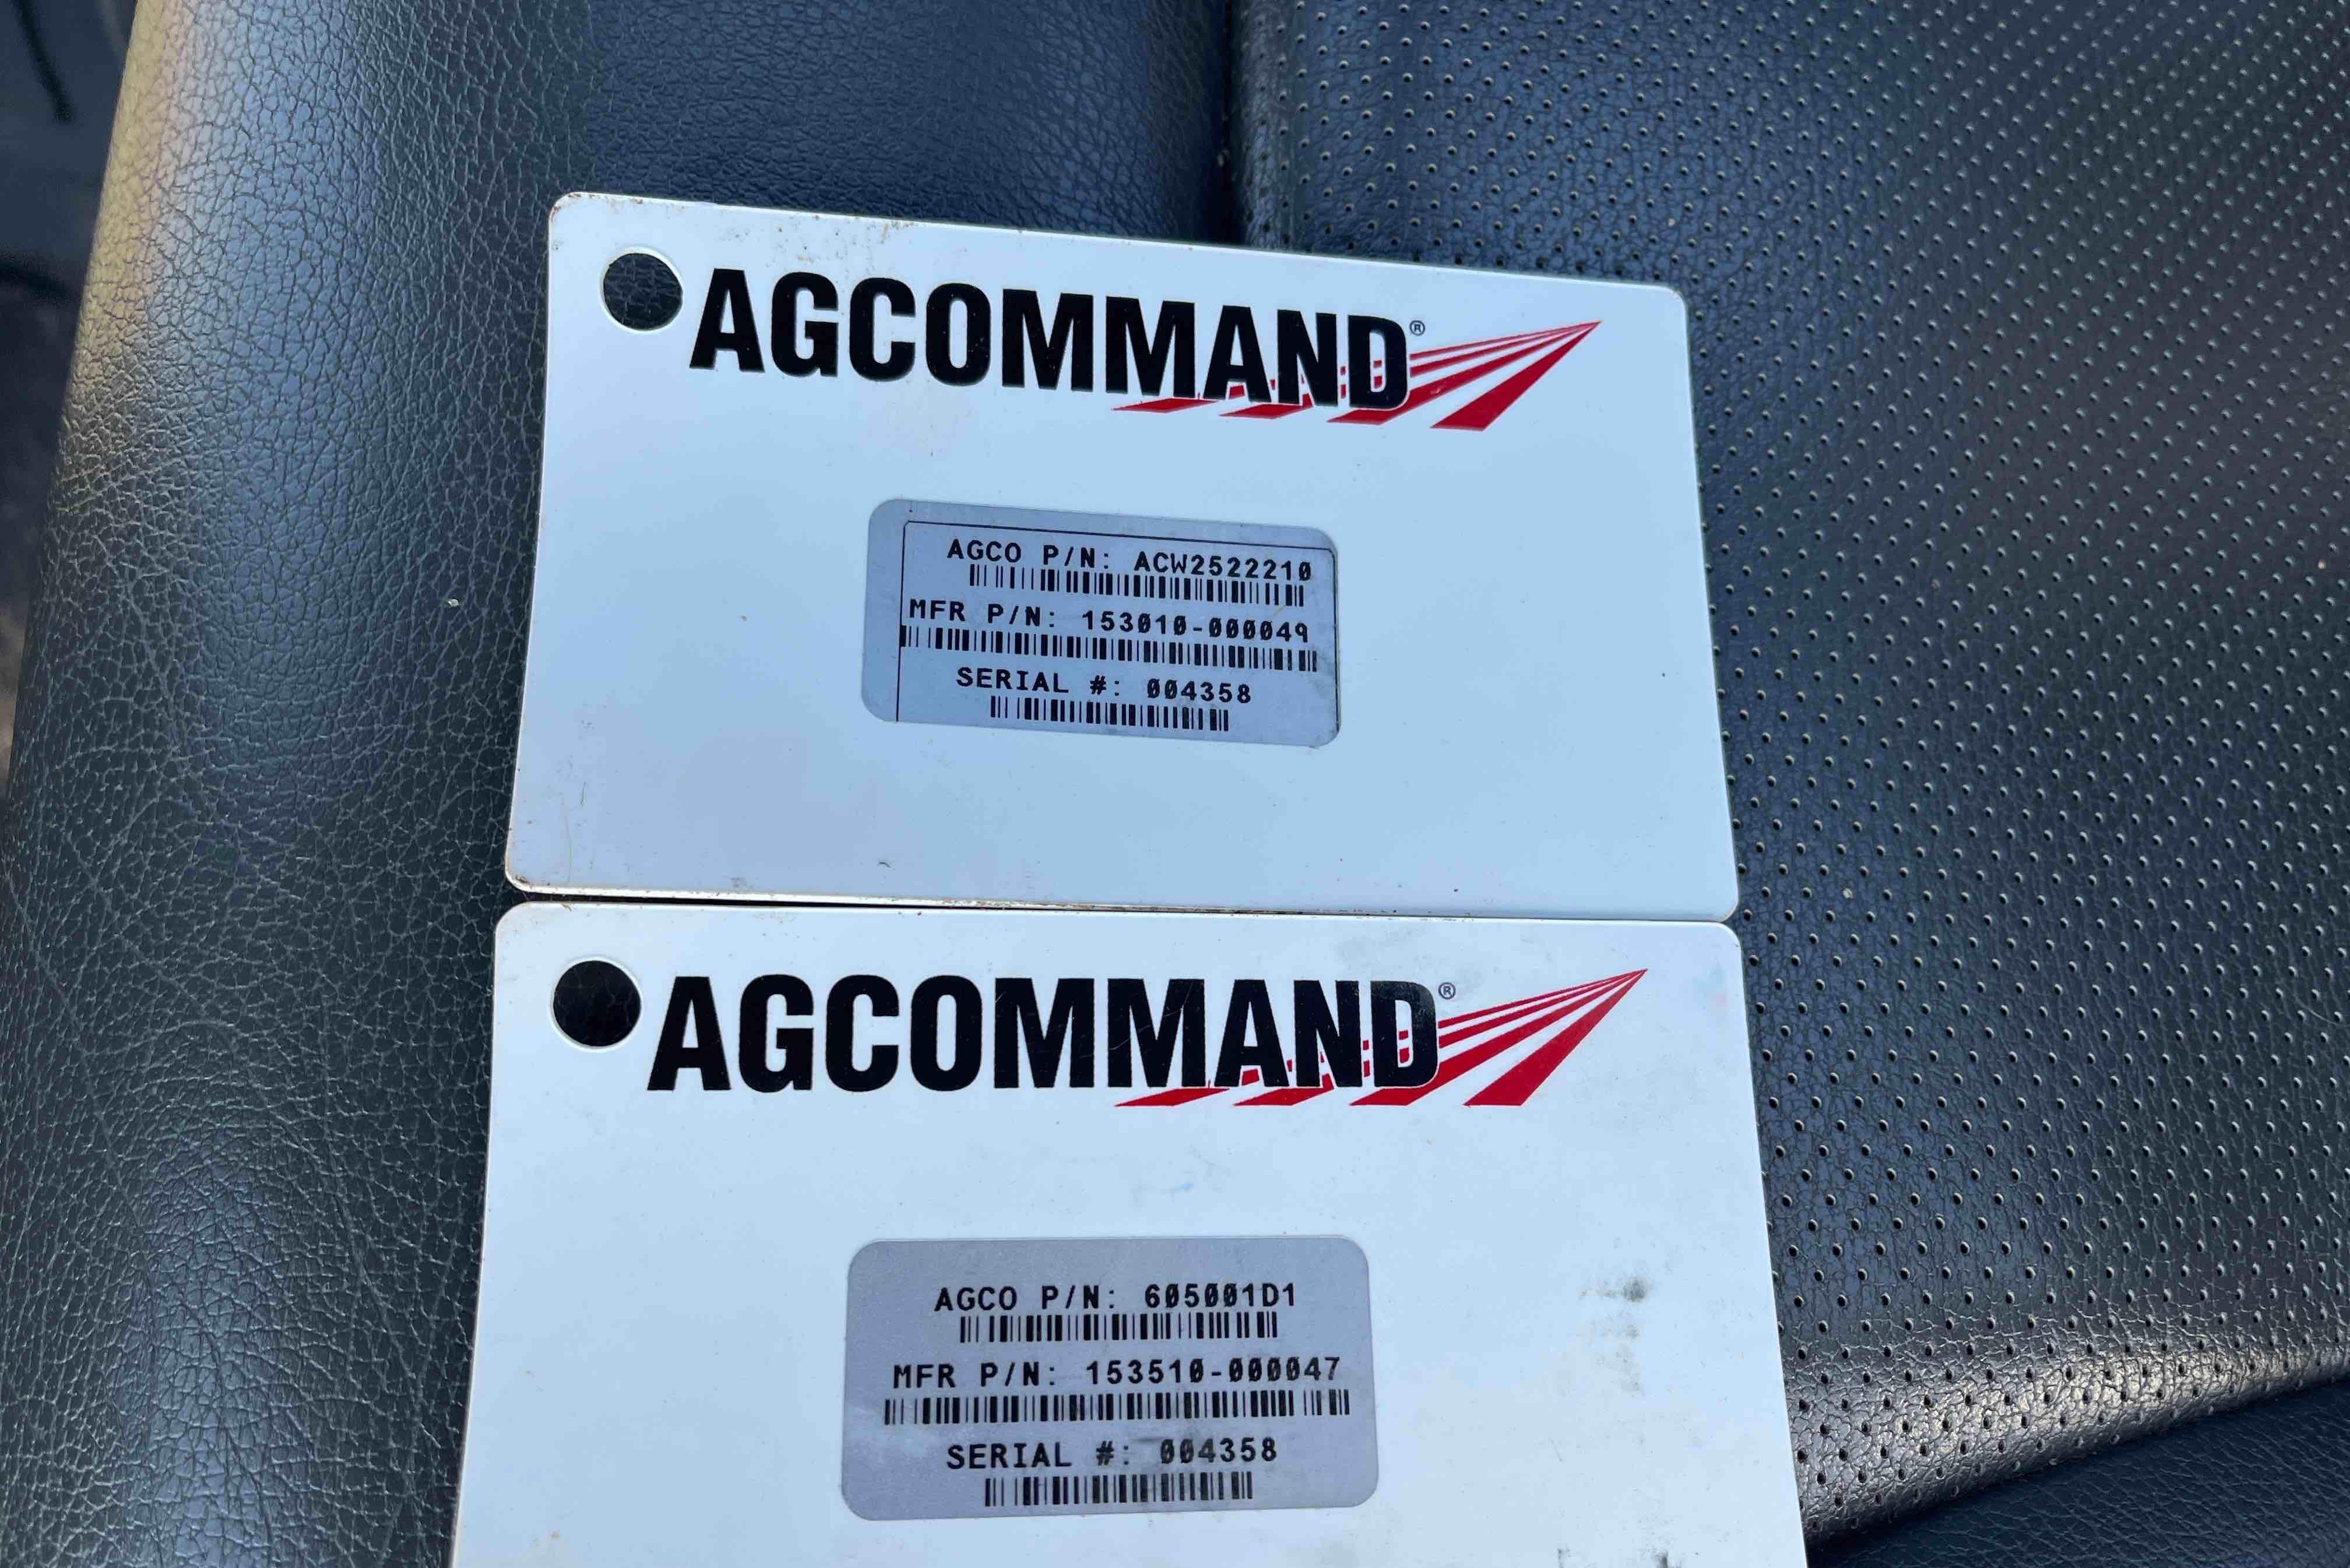 AGCOMMAND®
AGCO P/N: ACW2522210
MFR P/N: 153010-000049
SERIAL #: 004358
AGCOMMAND®
AGCO P/N: 605001D1
MFR P/N: 153510-000047
SERIAL #: 004358